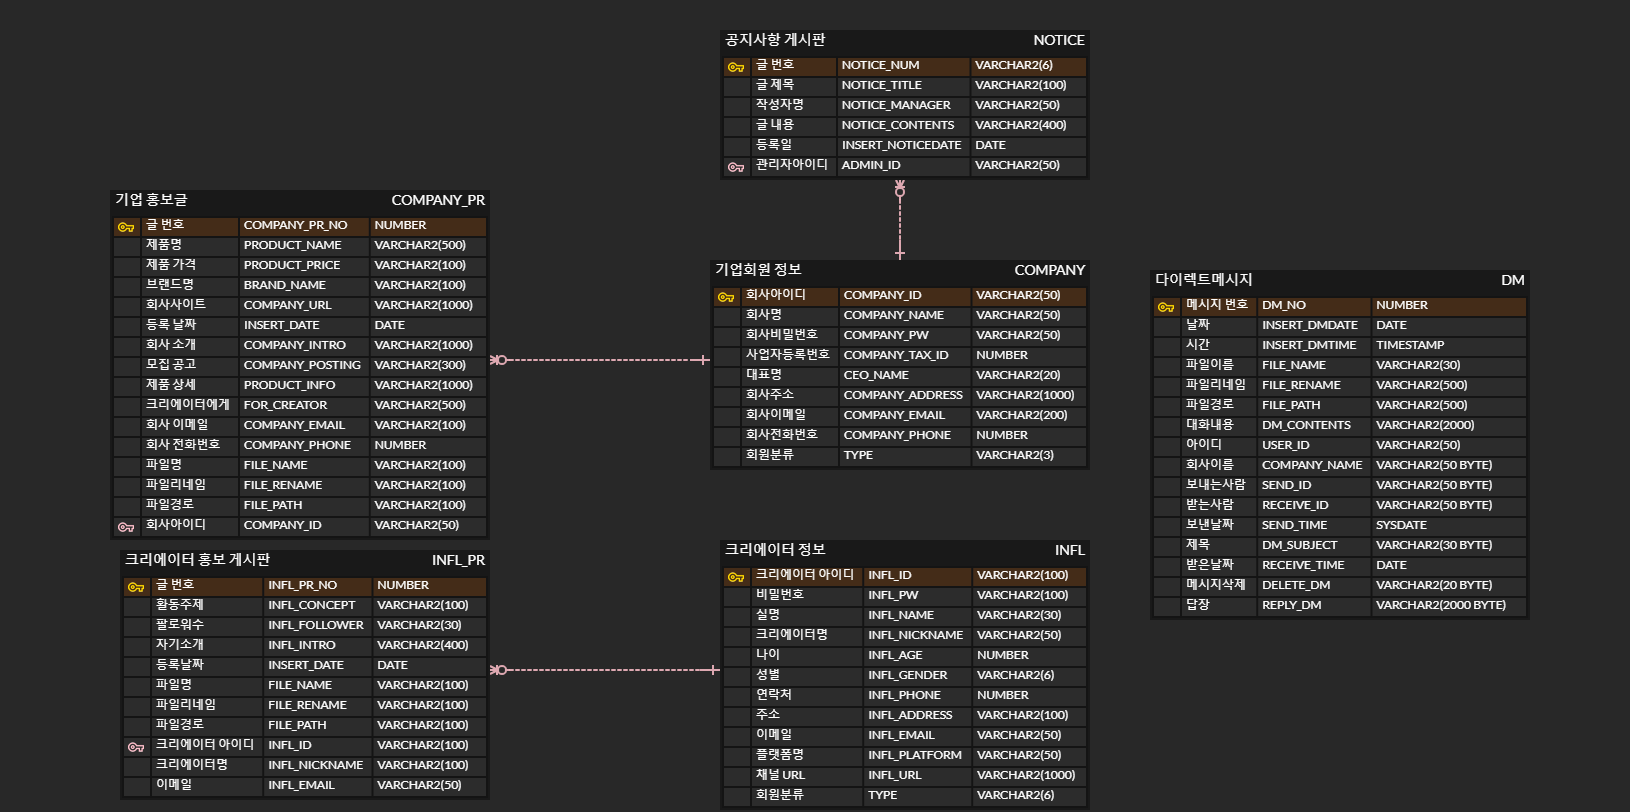 공지사항 게시판 NOTICE
글 번호 NOTICE_NUM VARCHAR2(6)
글 제목 NOTICE_TITLE VARCHAR2(100)
작성자명 NOTICE_MANAGER VARCHAR2(50)
글 내용 NOTICE_CONTENTS VARCHAR2(400)
등록일 INSERT_NOTICEDATE DATE
관리자아이디 ADMIN_ID VARCHAR2(50)
기업 홍보글 COMPANY_PR
글 번호 COMPANY_PR_NO NUMBER
제품명 PRODUCT_NAME VARCHAR2(500)
제품 가격 PRODUCT_PRICE VARCHAR2(100)
브랜드명 BRAND_NAME VARCHAR2(100)
회사사이트 COMPANY_URL VARCHAR2(1000)
등록 날짜 INSERT_DATE DATE
회사 소개 COMPANY_INTRO VARCHAR2(1000)
모집 공고 COMPANY_POSTING VARCHAR2(300)
제품 상세 PRODUCT_INFO VARCHAR2(1000)
크리에이터에게 FOR_CREATOR VARCHAR2(500)
회사 이메일 COMPANY_EMAIL VARCHAR2(100)
회사 전화번호 COMPANY_PHONE NUMBER
파일명 FILE_NAME VARCHAR2(100)
파일리네임 FILE_RENAME VARCHAR2(100)
파일경로 FILE_PATH VARCHAR2(100)
회사아이디 COMPANY_ID VARCHAR2(50)
기업회원 정보 COMPANY
회사아이디 COMPANY_ID VARCHAR2(50)
회사명 COMPANY_NAME VARCHAR2(50)
회사비밀번호 COMPANY_PW VARCHAR2(50)
사업자등록번호 COMPANY_TAX_ID NUMBER
대표명 CEO_NAME VARCHAR2(20)
회사주소 COMPANY_ADDRESS VARCHAR2(1000)
회사이메일 COMPANY_EMAIL VARCHAR2(200)
회사전화번호 COMPANY_PHONE NUMBER
회원분류 TYPE VARCHAR2(3)
다이렉트메시지 DM
메시지 번호 DM_NO NUMBER
날짜 INSERT_DMDATE DATE
시간 INSERT_DMTIME TIMESTAMP
파일이름 FILE_NAME VARCHAR2(30)
파일리네임 FILE_RENAME VARCHAR2(500)
파일경로 FILE_PATH VARCHAR2(500)
대화내용 DM_CONTENTS VARCHAR2(2000)
아이디 USER_ID VARCHAR2(50)
회사이름 COMPANY_NAME VARCHAR2(50 BYTE)
보내는사람 SEND_ID VARCHAR2(50 BYTE)
받는사람 RECEIVE_ID VARCHAR2(50 BYTE)
보낸날짜 SEND_TIME SYSDATE
제목 DM_SUBJECT VARCHAR2(30 BYTE)
받은날짜 RECEIVE_TIME DATE
메시지삭제 DELETE_DM VARCHAR2(20 BYTE)
답장 REPLY_DM VARCHAR2(2000 BYTE)
크리에이터 홍보 게시판 INFL_PR
글 번호 INFL_PR_NO NUMBER
활동주제 INFL_CONCEPT VARCHAR2(100)
팔로워수 INFL_FOLLOWER VARCHAR2(30)
자기소개 INFL_INTRO VARCHAR2(400)
등록날짜 INSERT_DATE DATE
파일명 FILE_NAME VARCHAR2(100)
파일리네임 FILE_RENAME VARCHAR2(100)
파일경로 FILE_PATH VARCHAR2(100)
크리에이터 아이디 INFL_ID VARCHAR2(100)
크리에이터명 INFL_NICKNAME VARCHAR2(100)
이메일 INFL_EMAIL VARCHAR2(50)
크리에이터 정보 INFL
크리에이터 아이디 INFL_ID VARCHAR2(100)
비밀번호 INFL_PW VARCHAR2(100)
실명 INFL_NAME VARCHAR2(30)
크리에이터명 INFL_NICKNAME VARCHAR2(50)
나이 INFL_AGE NUMBER
성별 INFL_GENDER VARCHAR2(6)
연락처 INFL_PHONE NUMBER
주소 INFL_ADDRESS VARCHAR2(100)
이메일 INFL_EMAIL VARCHAR2(50)
플랫폼명 INFL_PLATFORM VARCHAR2(50)
채널 URL INFL_URL VARCHAR2(1000)
회원분류 TYPE VARCHAR2(6)